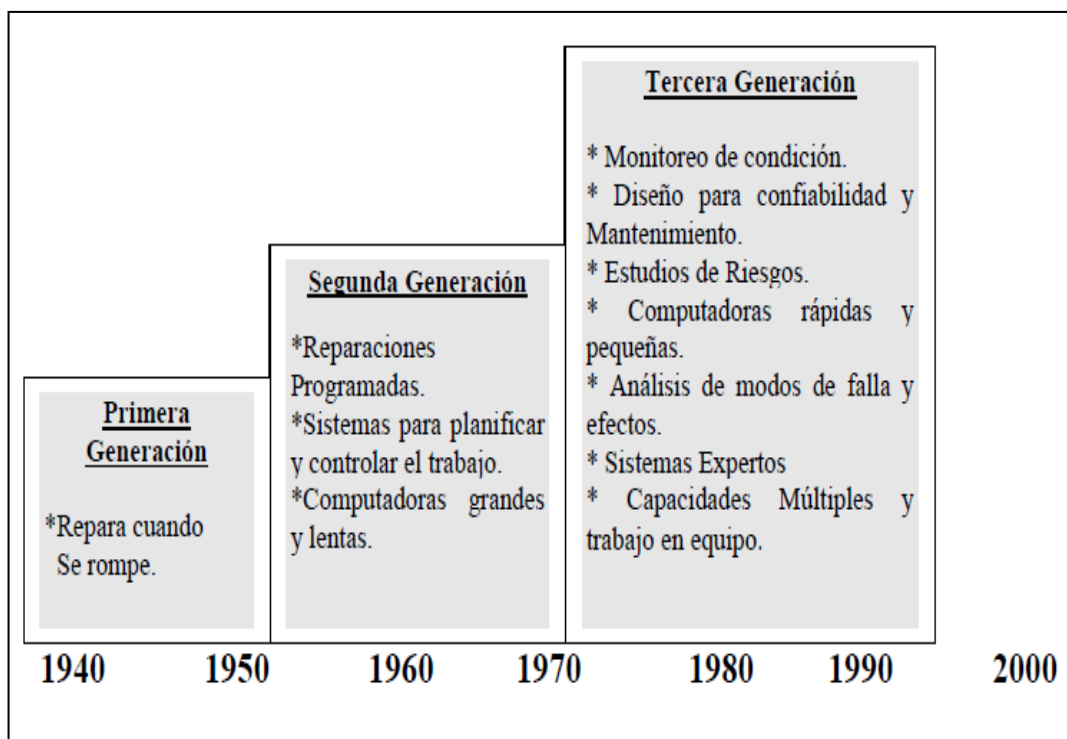 Primera
Generación
*Repara cuando
Se rompe.
Segunda Generación
*Reparaciones
Programadas.
*Sistemas para planificar
y controlar el trabajo.
*Computadoras grandes
y lentas.
Tercera Generación
* Monitoreo de condición.
* Diseño para confiabilidad y
Mantenimiento.
* Estudios de Riesgos.
* Computadoras rápidas y
pequeñas.
* Análisis de modos de falla y
efectos.
* Sistemas Expertos
* Capacidades Múltiples y
trabajo en equipo.
1940 1950 1960 1970 1980 1990 2000